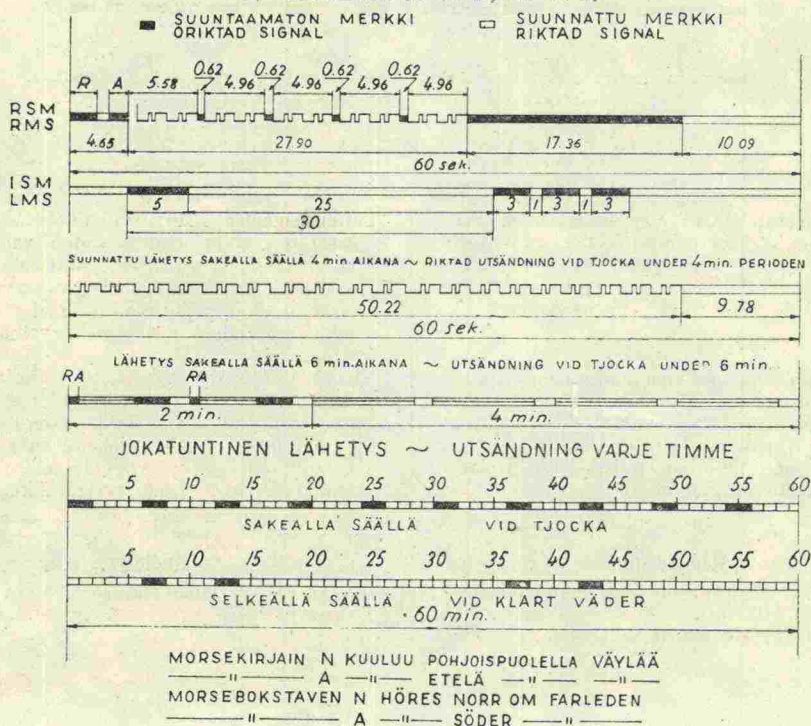 SUUNTAAMATON MERKKI SUUNNATTU MERKKI
ORIKTAD SIGNAL RIKTAD SIGNAL
R A 5.58 0.62 4.96 0.62 4.96 0.62 4.96 0.62 4.96
RSM
RMS
4.65 27.90 17.36 10.09
60 sek.
ISM
LMS
5 25 3 1 3 1 3
30
SUUNNATTU LÄHETYS SAKEALLA SÄÄLLÄ 4 min. AIKANA ~ RIKTAD UTSÄNDNING VID TJOCKA UNDER 4 min. PERIODEN
50.22 9.78
60 sek.
LÄHETYS SAKEALLA SÄÄLLÄ 6 min. AIKANA ~ UTSÄNDNING VID TJOCKA UNDER 6 min.
RA RA
2 min. 4 min.
JOKATUNTINEN LÄHETYS ~ UTSÄNDNING VARJE TIMME
5 10 15 20 25 30 35 40 45 50 55 60
SAKEALLA SÄÄLLÄ VID TJOCKA
5 10 15 20 25 30 35 40 45 50 55 60
SELKEÄLLÄ SÄÄLLÄ VID KLART VÄDER
60 min.
MORSEKIRJAIN N KUULUU POHJOISPUOLELLA VÄYLÄÄ
—"— A —"— ETELÄ —"— —"—
MORSEBOKSTAVEN N HÖRES NORR OM FARLEDEN
—"— A —"— SÖDER —"—